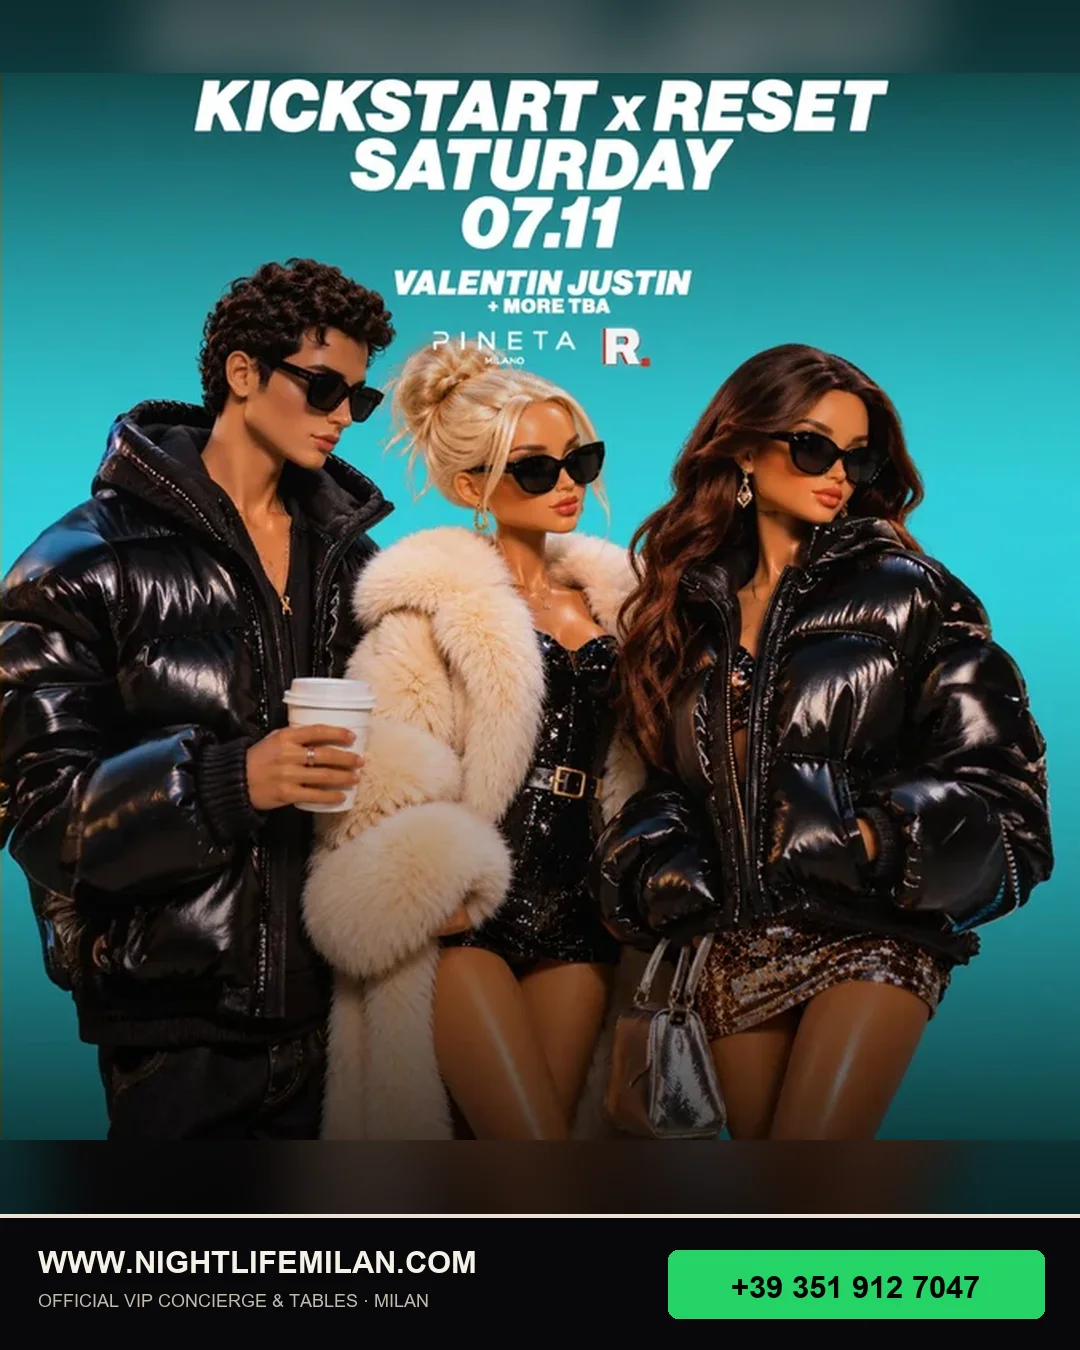 KICKSTART x RESET
SATURDAY
07.11
VALENTIN JUSTIN
+ MORE TBA
PINETA
MILANO
R.
WWW.NIGHTLIFEMILAN.COM
OFFICIAL VIP CONCIERGE & TABLES · MILAN
+39 351 912 7047